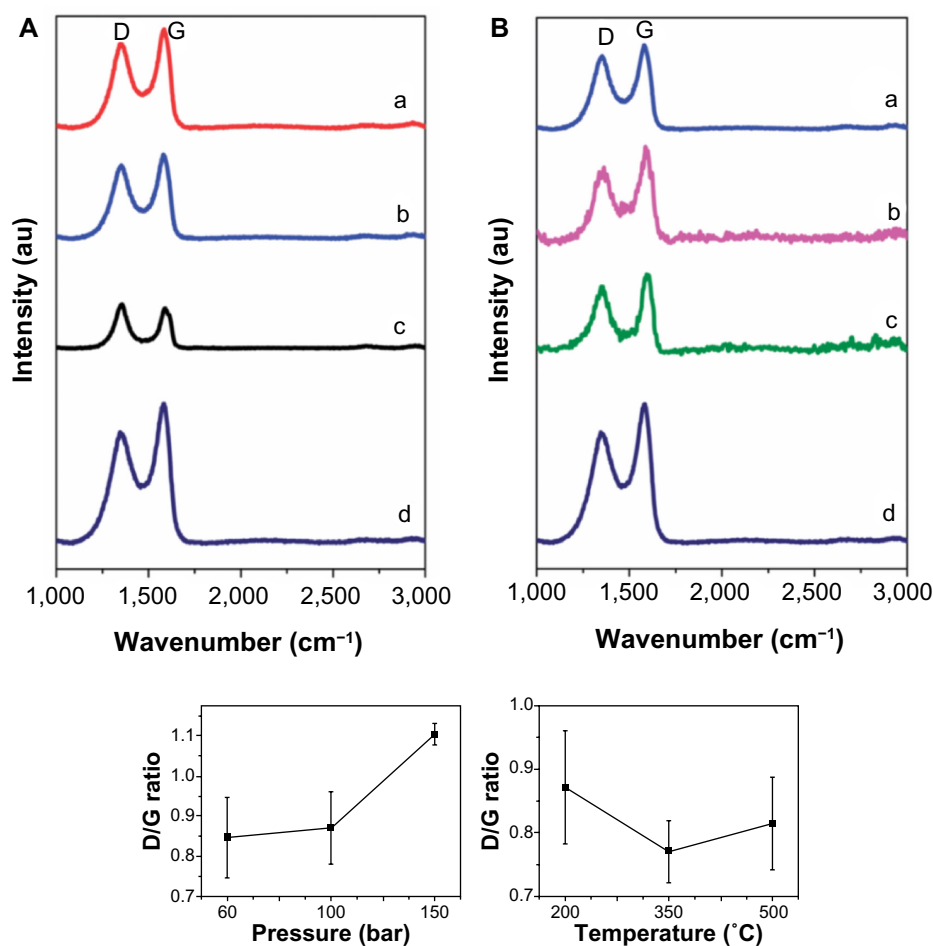 A
D
G
a
b
c
d
Intensity (au)
1,000
1,500
2,000
2,500
3,000
Wavenumber (cm⁻¹)
B
D
G
a
b
c
d
Intensity (au)
1,000
1,500
2,000
2,500
3,000
Wavenumber (cm⁻¹)
D/G ratio
1.1
1.0
0.9
0.8
0.7
60
100
150
Pressure (bar)
D/G ratio
1.0
0.9
0.8
0.7
200
350
500
Temperature (˚C)